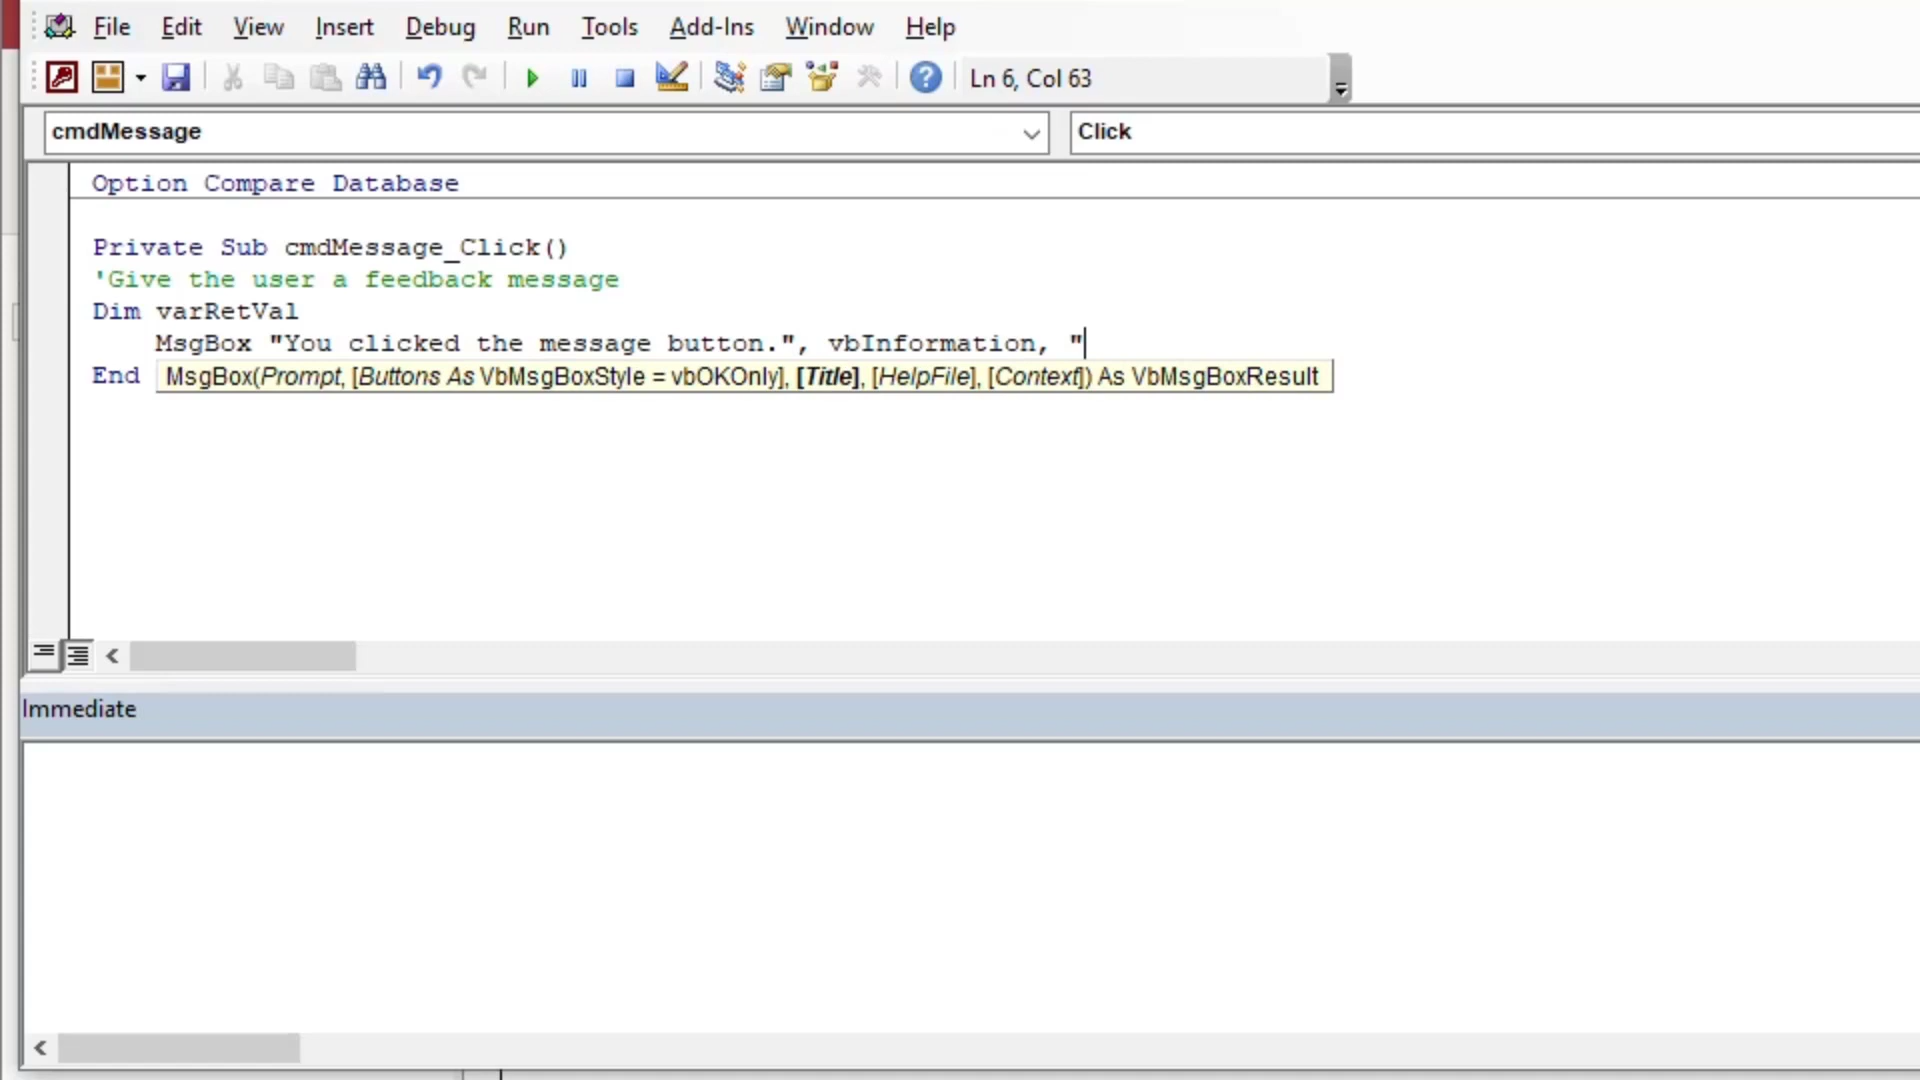 File Edit View Insert Debug Run Tools Add-Ins Window Help
Ln 6, Col 63
cmdMessage Click
Option Compare Database
Private Sub cmdMessage_Click()
'Give the user a feedback message
Dim varRetVal
MsgBox "You clicked the message button.", vbInformation, "
End MsgBox(Prompt, [Buttons As VbMsgBoxStyle = vbOKOnly], [Title], [HelpFile], [Context]) As VbMsgBoxResult
Immediate